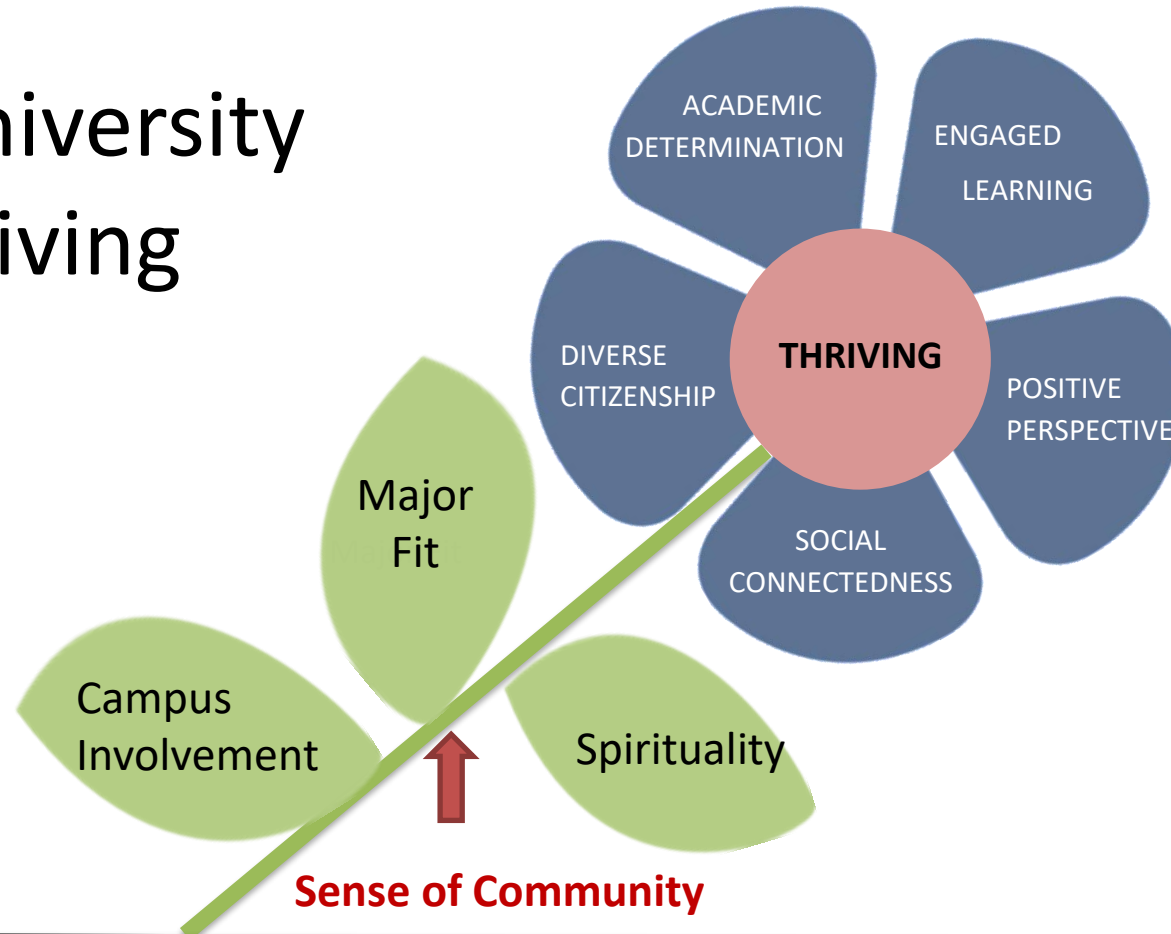 niversity
iving
ACADEMIC
DETERMINATION
ENGAGED
LEARNING
DIVERSE
CITIZENSHIP
THRIVING
POSITIVE
PERSPECTIVE
SOCIAL
CONNECTEDNESS
Major
Fit
Campus
Involvement
Spirituality
Sense of Community